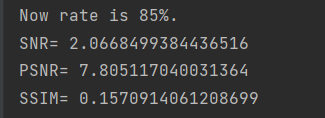 Now rate is 85%.
SNR= 2.0668499384436516
PSNR= 7.805117040031364
SSIM= 0.1570914061208699